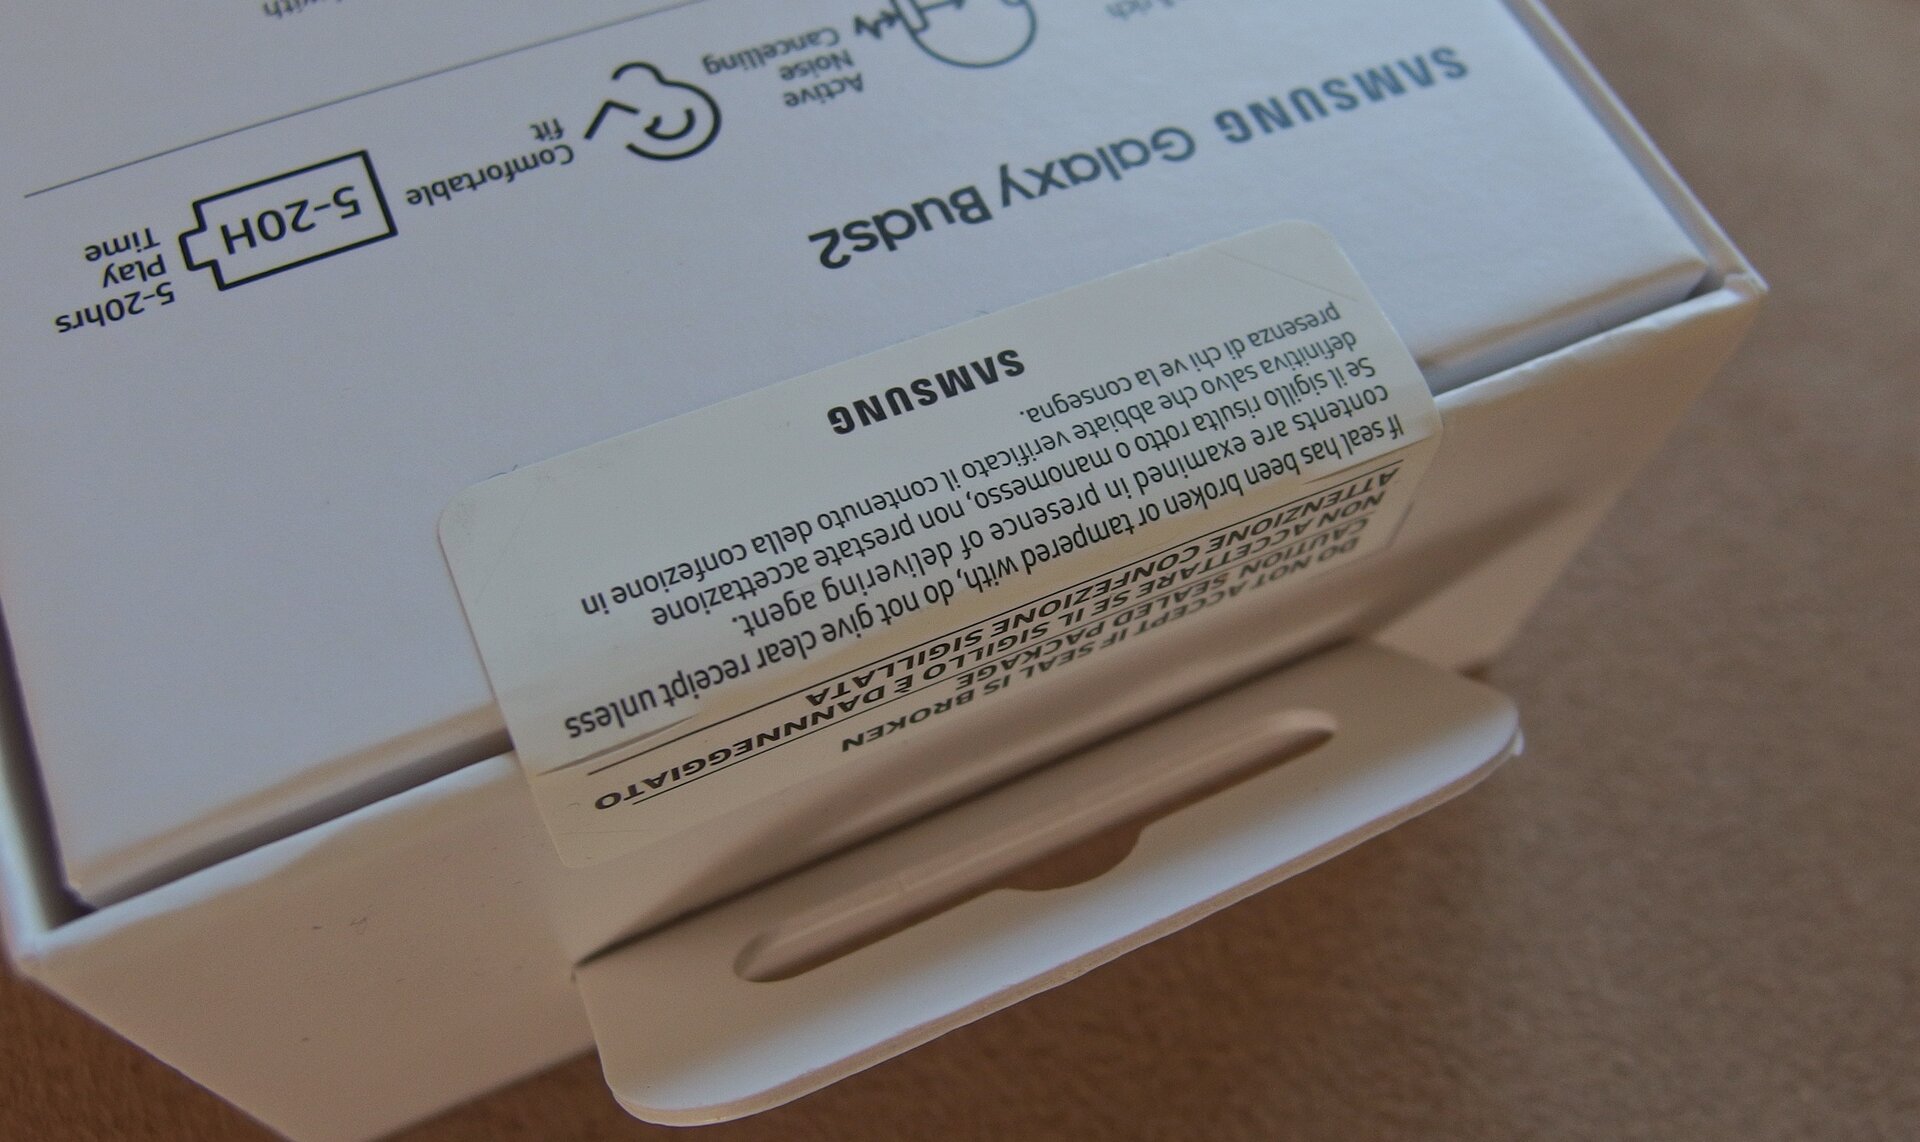 DO NOT ACCEPT IF SEAL IS BROKEN
CAUTION SEALED PACKAGE
NON ACCETTARE SE IL SIGILLO È DANNNEGGIATO
ATTENZIONE CONFEZIONE SIGILLATA
If seal has been broken or tampered with, do not give clear receipt unless
contents are examined in presence of delivering agent.
Se il sigillo risulta rotto o manomesso, non prestate accettazione
definitiva salvo che abbiate verificato il contenuto della confezione in
presenza di chi ve la consegna.
SAMSUNG
SAMSUNG Galaxy Buds2
Active
Noise
Cancelling
Comfortable
fit
5-20H
5-20hrs
Play
Time
with